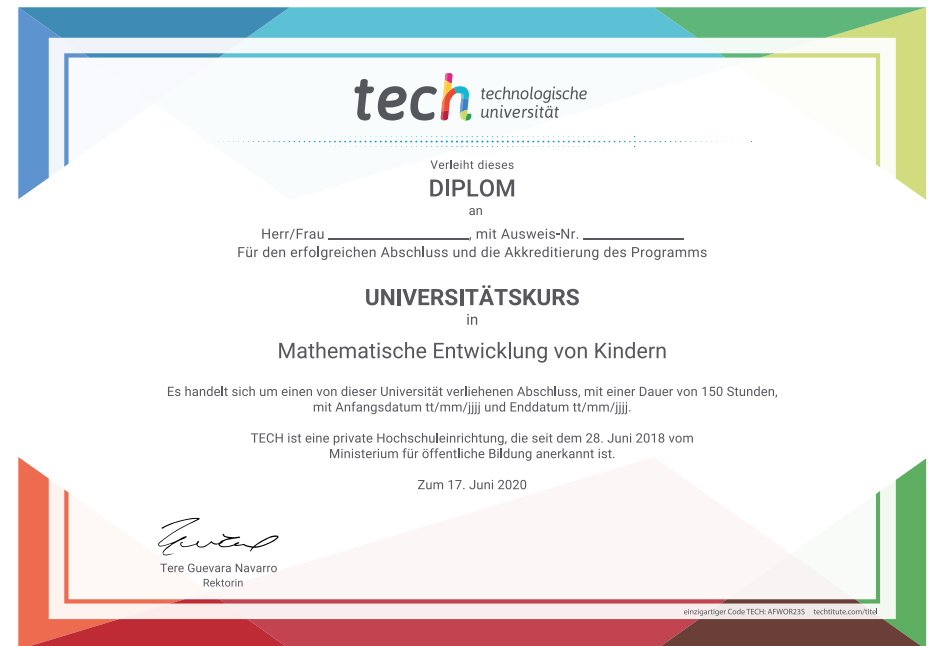 tech technologische
universität
Verleiht dieses
DIPLOM
an
Herr/Frau ____________________, mit Ausweis-Nr. ______________
Für den erfolgreichen Abschluss und die Akkreditierung des Programms
UNIVERSITÄTSKURS
in
Mathematische Entwicklung von Kindern
Es handelt sich um einen von dieser Universität verliehenen Abschluss, mit einer Dauer von 150 Stunden,
mit Anfangsdatum tt/mm/jjjj und Enddatum tt/mm/jjjj.
TECH ist eine private Hochschuleinrichtung, die seit dem 28. Juni 2018 vom
Ministerium für öffentliche Bildung anerkannt ist.
Zum 17. Juni 2020
Tere Guevara Navarro
Rektorin
einzigartiger Code TECH: AFWOR23S techtitute.com/titel